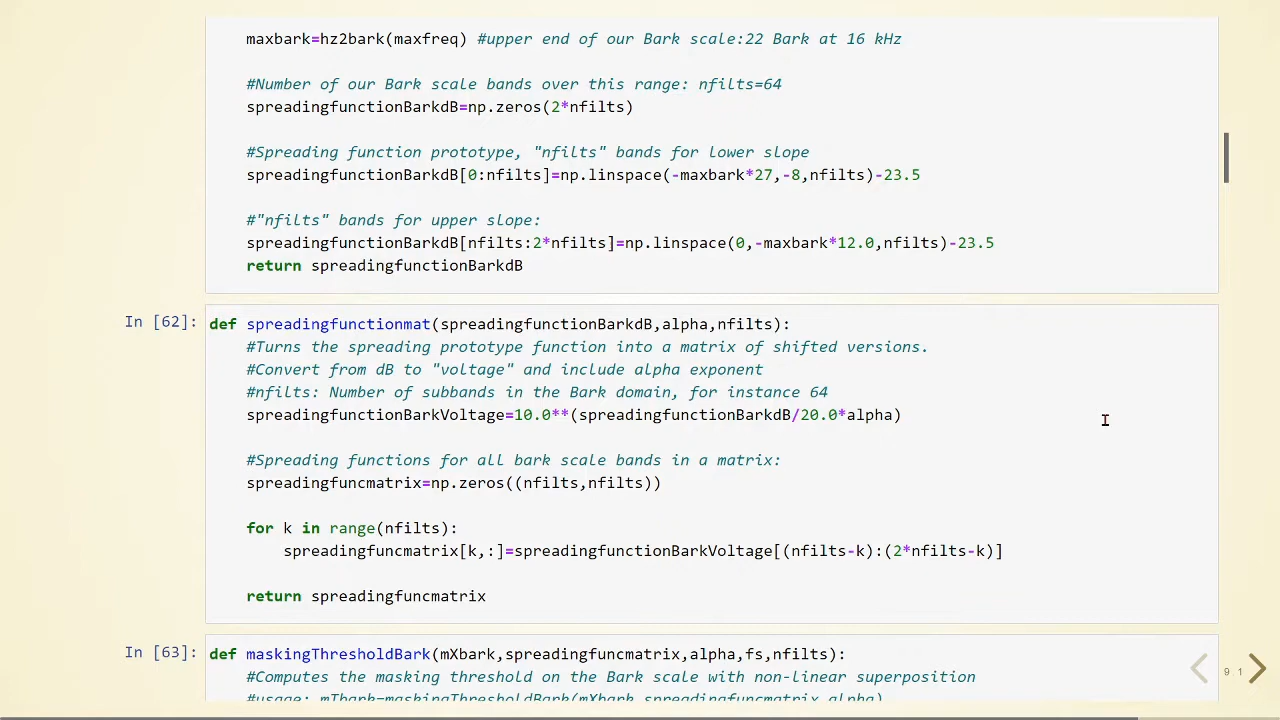 maxbark=hz2bark(maxfreq) #upper end of our Bark scale:22 Bark at 16 kHz
#Number of our Bark scale bands over this range: nfilts=64
spreadingfunctionBarkdB=np.zeros(2*nfilts)
#Spreading function prototype, "nfilts" bands for lower slope
spreadingfunctionBarkdB[0:nfilts]=np.linspace(-maxbark*27,-8,nfilts)-23.5
#"nfilts" bands for upper slope:
spreadingfunctionBarkdB[nfilts:2*nfilts]=np.linspace(0,-maxbark*12.0,nfilts)-23.5
return spreadingfunctionBarkdB
In [62]: def spreadingfunctionmat(spreadingfunctionBarkdB,alpha,nfilts):
#Turns the spreading prototype function into a matrix of shifted versions.
#Convert from dB to "voltage" and include alpha exponent
#nfilts: Number of subbands in the Bark domain, for instance 64
spreadingfunctionBarkVoltage=10.0**(spreadingfunctionBarkdB/20.0*alpha)
#Spreading functions for all bark scale bands in a matrix:
spreadingfuncmatrix=np.zeros((nfilts,nfilts))
for k in range(nfilts):
spreadingfuncmatrix[k,:]=spreadingfunctionBarkVoltage[(nfilts-k):(2*nfilts-k)]
return spreadingfuncmatrix
In [63]: def maskingThresholdBark(mXbark,spreadingfuncmatrix,alpha,fs,nfilts):
#Computes the masking threshold on the Bark scale with non-linear superposition
#usage: mTbark=maskingThresholdBark(mXbark,spreadingfuncmatrix,alpha)
9.1